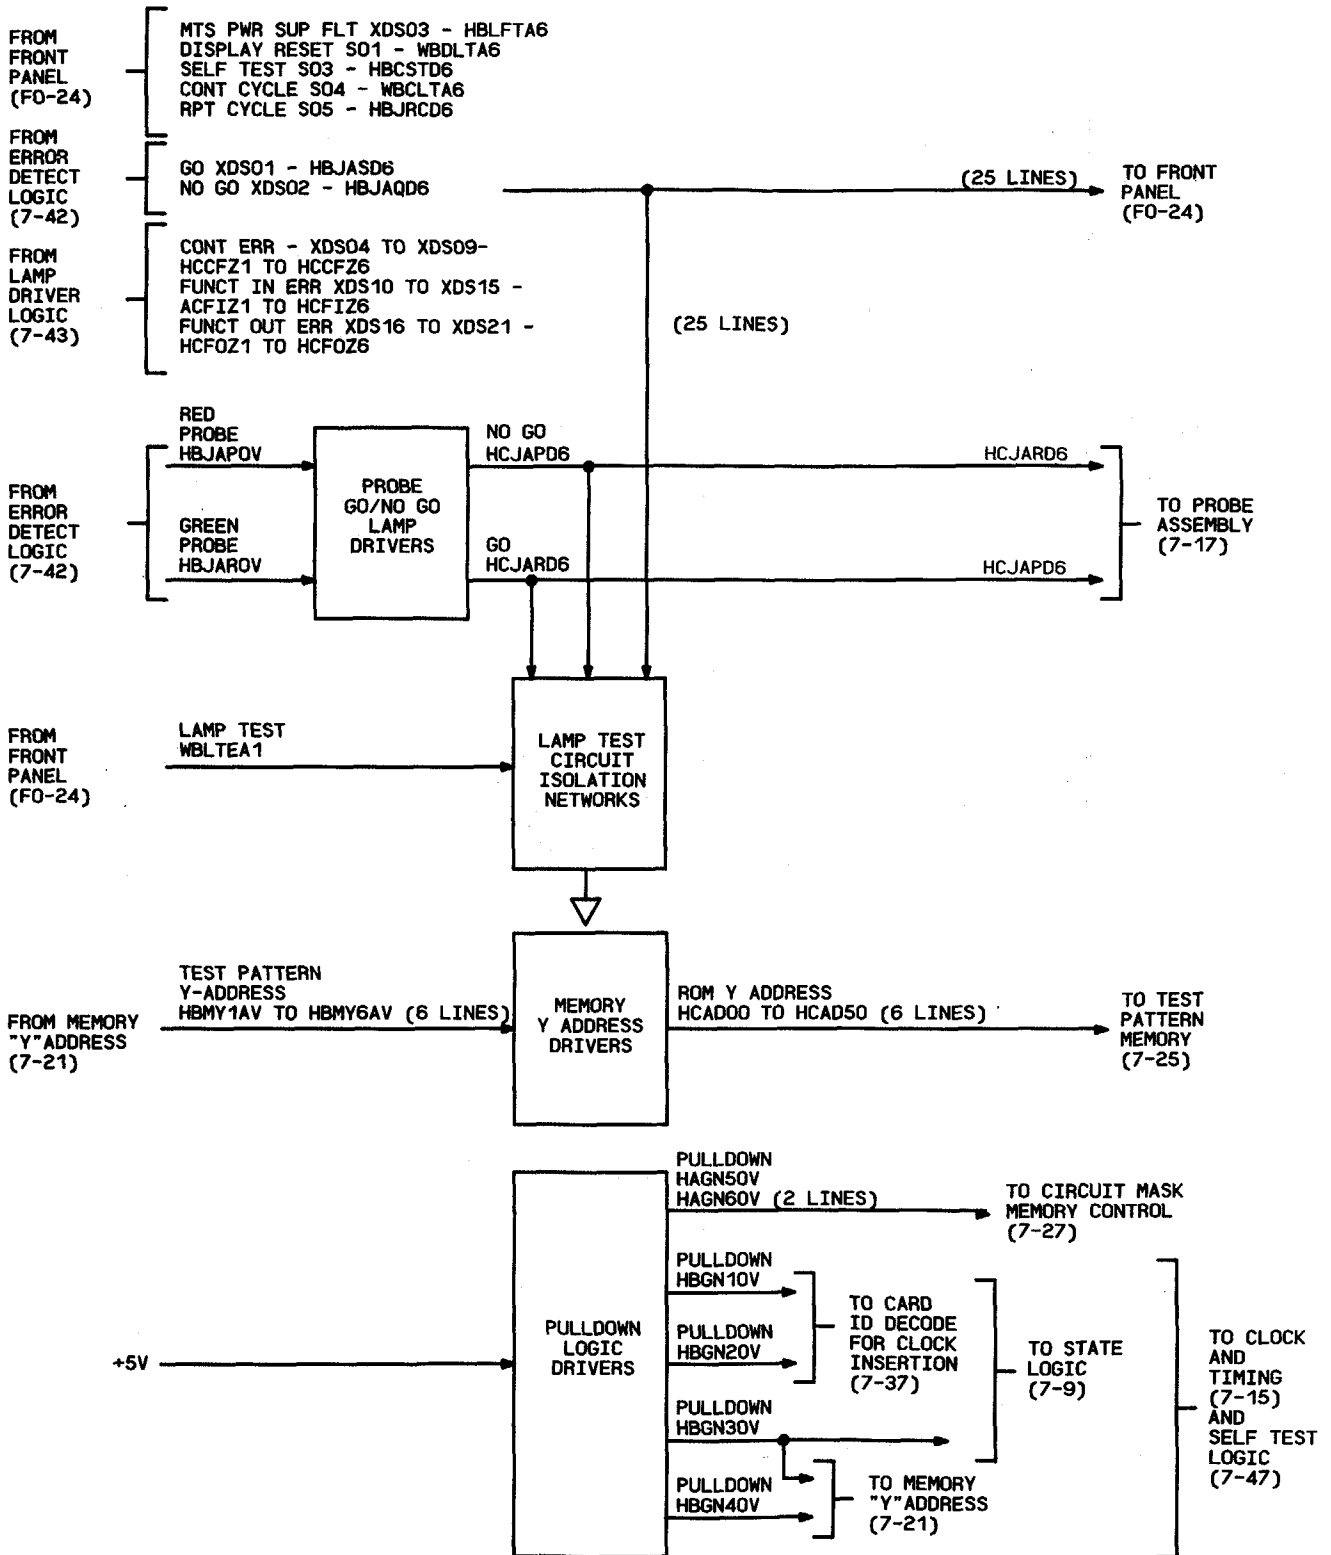 FROM
FRONT
PANEL
(FO-24)
MTS PWR SUP FLT XDS03 - HBLFTA6
DISPLAY RESET S01 - WBDLTA6
SELF TEST S03 - HBCSTD6
CONT CYCLE S04 - WBCLTA6
RPT CYCLE S05 - HBJRCD6
FROM
ERROR
DETECT
LOGIC
(7-42)
GO XDS01 - HBJASD6
NO GO XDS02 - HBJAQD6
(25 LINES)
TO FRONT
PANEL
(FO-24)
FROM
LAMP
DRIVER
LOGIC
(7-43)
CONT ERR - XDS04 TO XDS09-
HCCFZ1 TO HCCFZ6
FUNCT IN ERR XDS10 TO XDS15 -
ACFIZ1 TO HCFIZ6
FUNCT OUT ERR XDS16 TO XDS21 -
HCFOZ1 TO HCFOZ6
(25 LINES)
FROM
ERROR
DETECT
LOGIC
(7-42)
RED
PROBE
HBJAPOV
GREEN
PROBE
HBJAROV
PROBE
GO/NO GO
LAMP
DRIVERS
NO GO
HCJAPD6
GO
HCJARD6
HCJARD6
HCJAPD6
TO PROBE
ASSEMBLY
(7-17)
FROM
FRONT
PANEL
(FO-24)
LAMP TEST
WBLTEA1
LAMP TEST
CIRCUIT
ISOLATION
NETWORKS
FROM MEMORY
"Y"ADDRESS
(7-21)
TEST PATTERN
Y-ADDRESS
HBMY1AV TO HBMY6AV (6 LINES)
MEMORY
Y ADDRESS
DRIVERS
ROM Y ADDRESS
HCAD00 TO HCAD50 (6 LINES)
TO TEST
PATTERN
MEMORY
(7-25)
+5V
PULLDOWN
LOGIC
DRIVERS
PULLDOWN
HAGN50V
HAGN60V (2 LINES)
TO CIRCUIT MASK
MEMORY CONTROL
(7-27)
PULLDOWN
HBGN10V
PULLDOWN
HBGN20V
TO CARD
ID DECODE
FOR CLOCK
INSERTION
(7-37)
PULLDOWN
HBGN30V
TO STATE
LOGIC
(7-9)
PULLDOWN
HBGN40V
TO MEMORY
"Y"ADDRESS
(7-21)
TO CLOCK
AND
TIMING
(7-15)
AND
SELF TEST
LOGIC
(7-47)